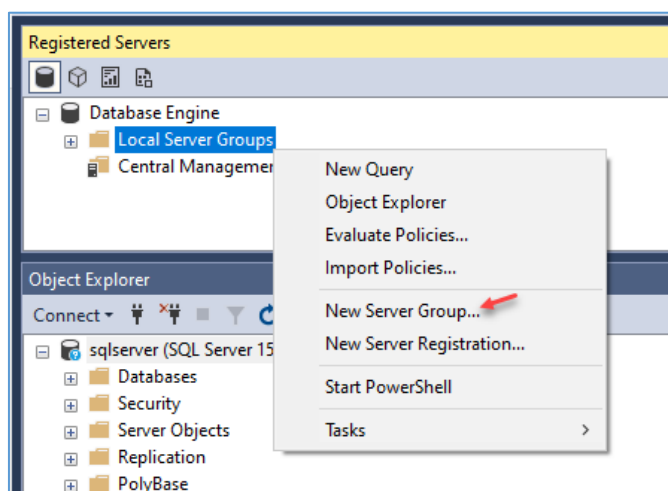 Registered Servers
Database Engine
Local Server Groups
Central Managemen
New Query
Object Explorer
Evaluate Policies...
Import Policies...
New Server Group...
New Server Registration...
Start PowerShell
Tasks
Object Explorer
Connect
sqlserver (SQL Server 15
Databases
Security
Server Objects
Replication
PolyBase